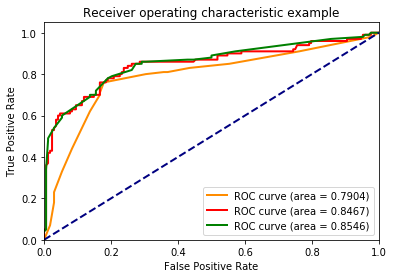 Receiver operating characteristic example
True Positive Rate
1.0
0.8
0.6
0.4
0.2
0.0
ROC curve (area = 0.7904)
ROC curve (area = 0.8467)
ROC curve (area = 0.8546)
0.0 0.2 0.4 0.6 0.8 1.0
False Positive Rate